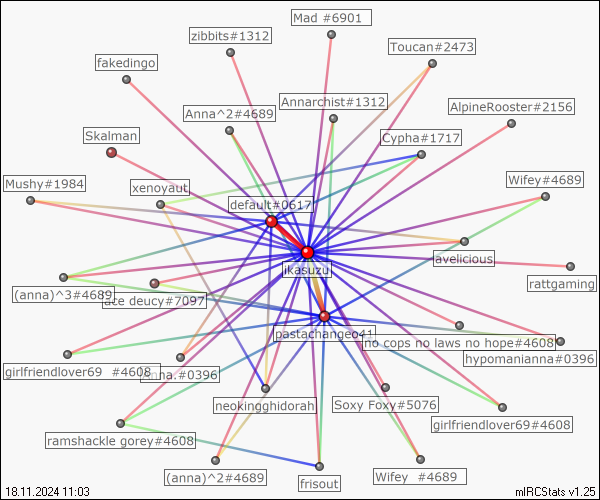 Mad #6901
zibbits#1312
Toucan#2473
fakedingo
Annarchist#1312
AlpineRooster#2156
Anna^2#4689
Skalman
Cypha#1717
Mushy#1984
xenoyaut
Wifey#4689
default#0617
avelicious
ikasuzu
rattgaming
(anna)^3#4689
ace deucy#7097
pastachangeo41
no cops no laws no hope#4608
hypomanianna#0396
girlfriendlover69 #4608
anna.#0396
neokingghidorah
Soxy Foxy#5076
girlfriendlover69#4608
ramshackle gorey#4608
(anna)^2#4689
Wifey #4689
frisout
18.11.2024 11:03
mIRCStats v1.25